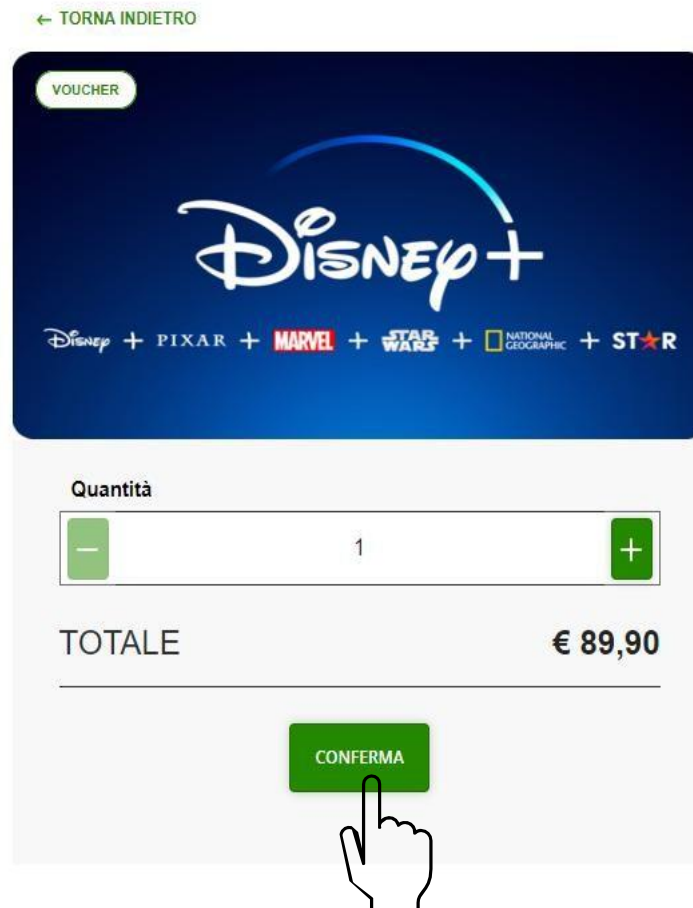 ← TORNA INDIETRO
VOUCHER
Disney+
Disney + PIXAR + MARVEL + STAR WARS + NATIONAL GEOGRAPHIC + STAR
Quantità
− 1 +
TOTALE € 89,90
CONFERMA